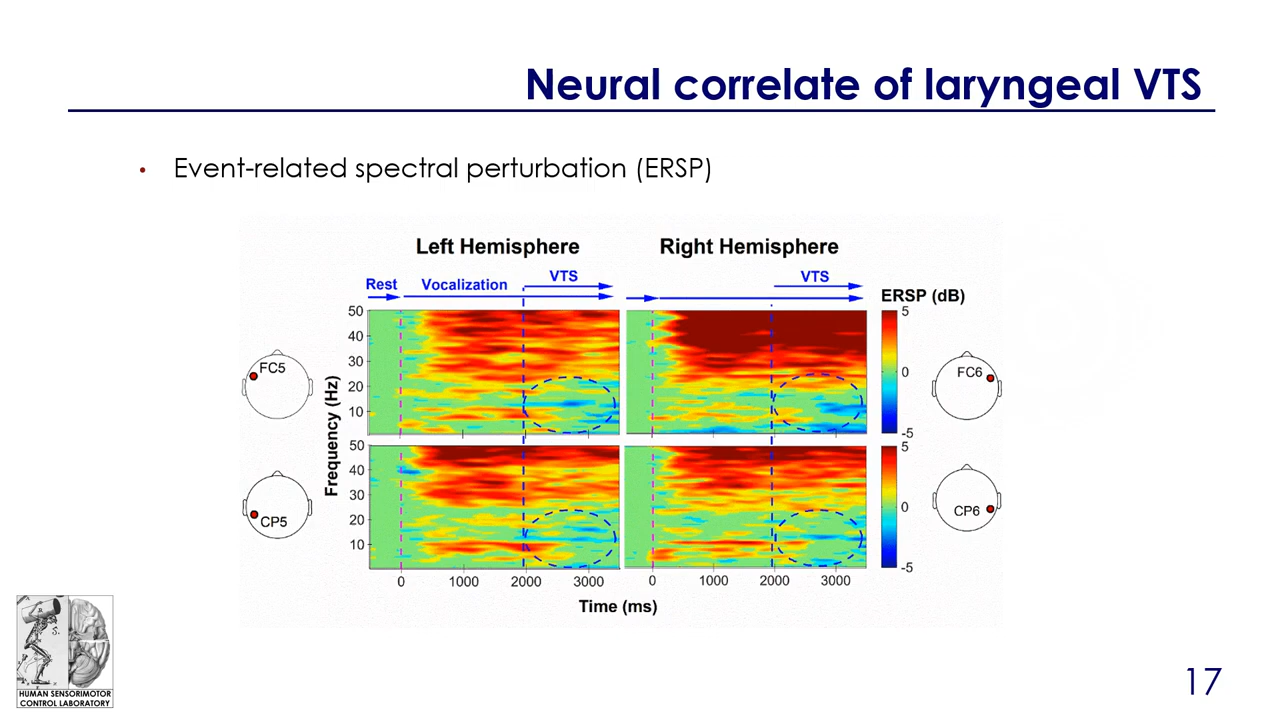 Neural correlate of laryngeal VTS
• Event-related spectral perturbation (ERSP)
Left Hemisphere
Right Hemisphere
Rest
Vocalization
VTS
VTS
ERSP (dB)
50
40
30
20
10
5
0
-5
FC5
FC6
Frequency (Hz)
50
40
30
20
10
5
0
-5
CP5
CP6
0 1000 2000 3000
0 1000 2000 3000
Time (ms)
S.
HUMAN SENSORIMOTOR
CONTROL LABORATORY
17